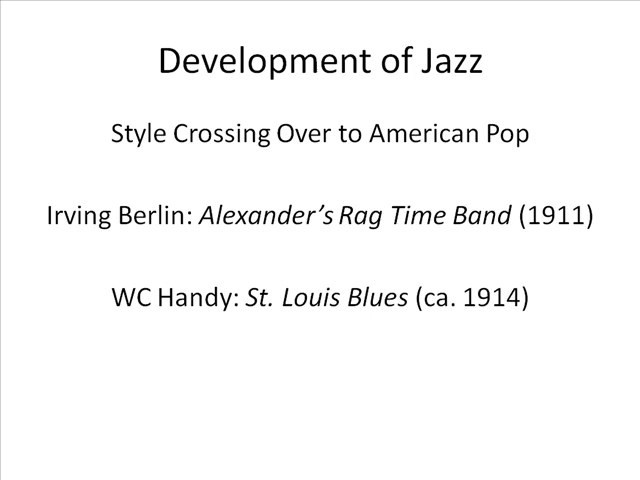 Development of Jazz
Style Crossing Over to American Pop
Irving Berlin: Alexander’s Rag Time Band (1911)
WC Handy: St. Louis Blues (ca. 1914)